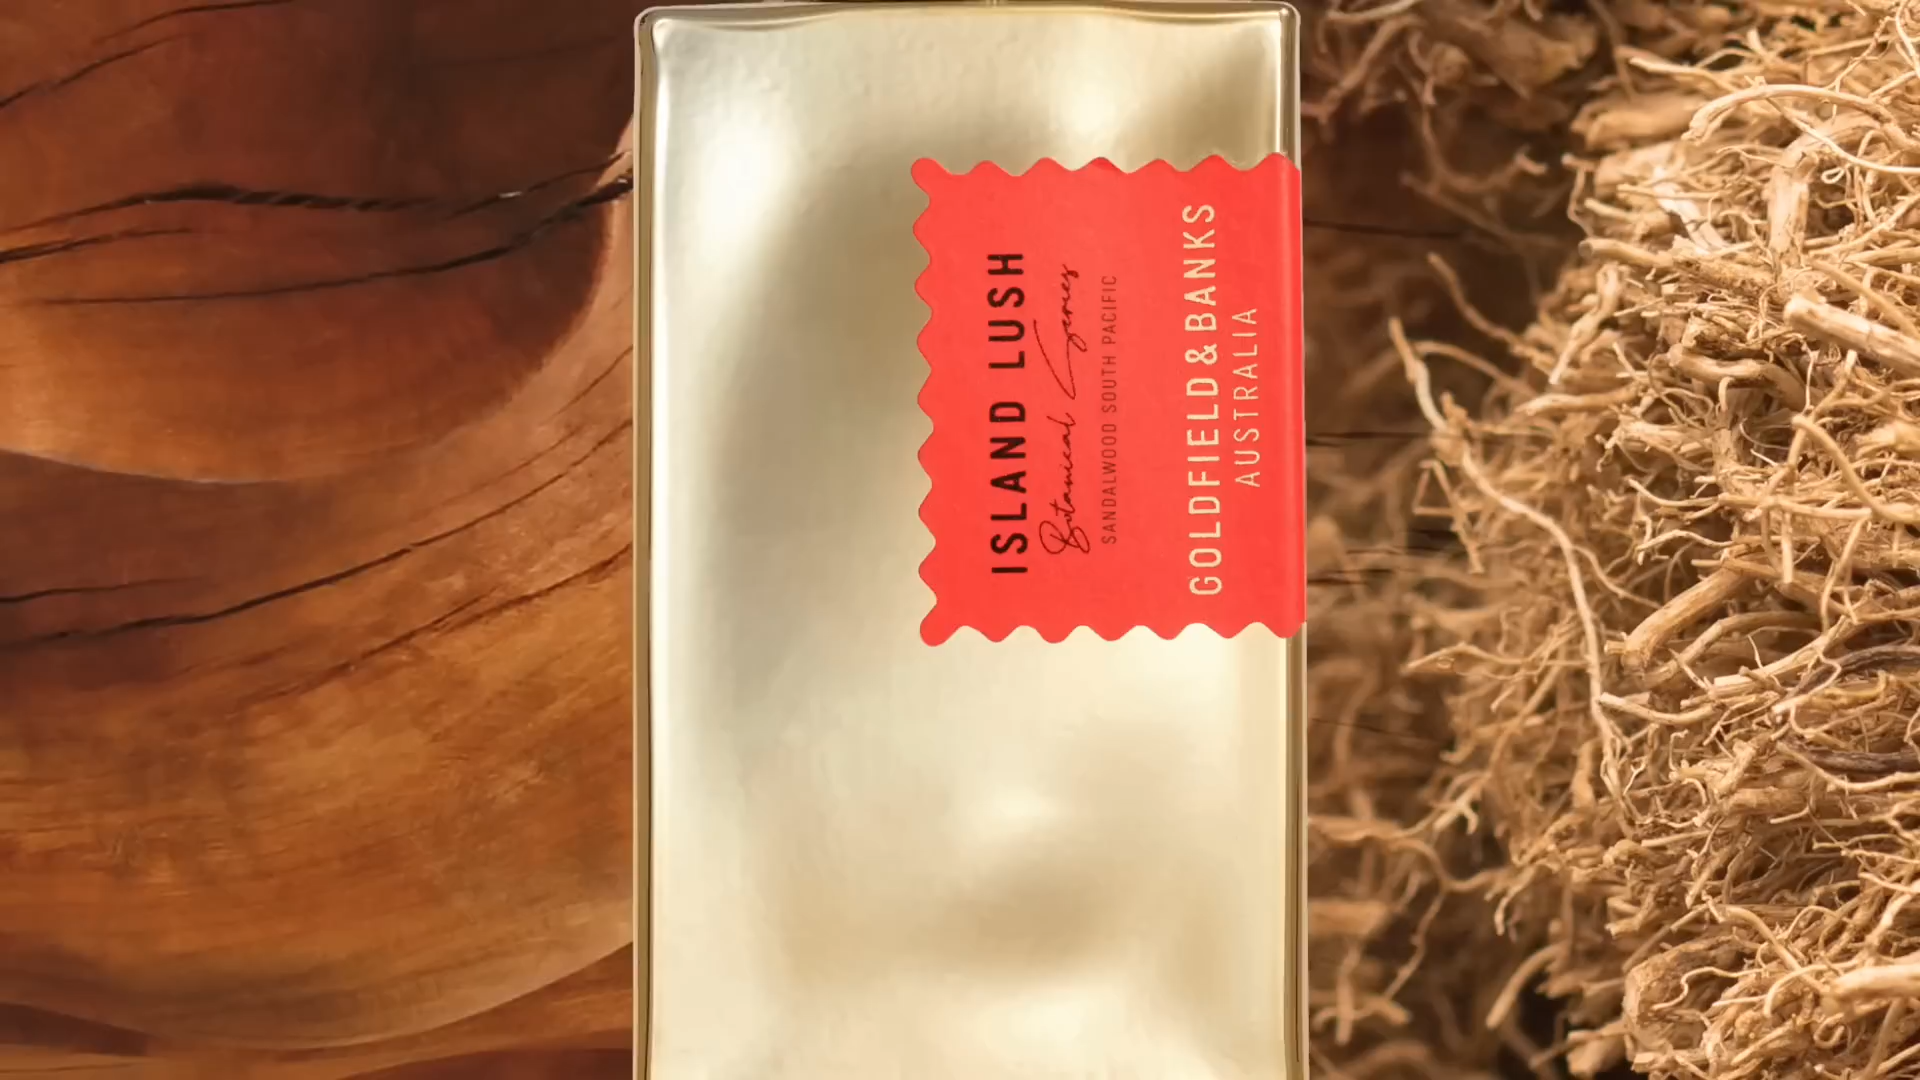 ISLAND LUSH
Botanical Series
SANDALWOOD SOUTH PACIFIC
GOLDFIELD & BANKS
AUSTRALIA